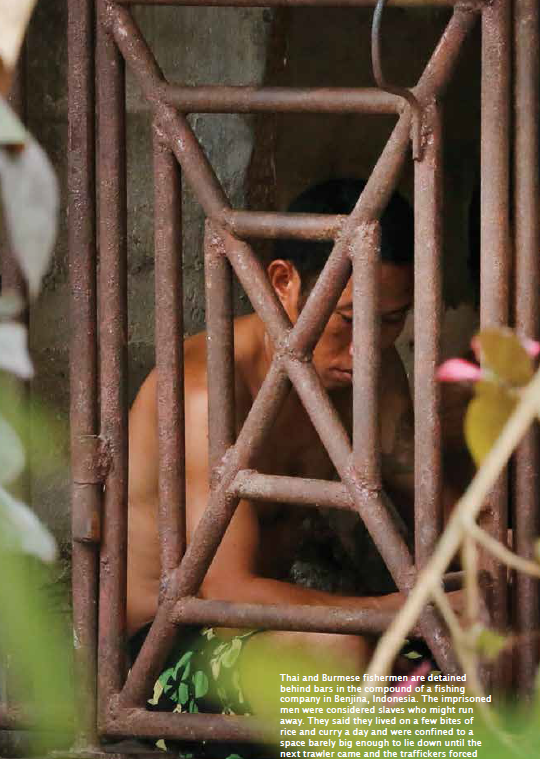 Thai and Burmese fishermen are detained
behind bars in the compound of a fishing
company in Benjina, Indonesia. The imprisoned
men were considered slaves who might run
away. They said they lived on a few bites of
rice and curry a day and were confined to a
space barely big enough to lie down until the
next trawler came and the traffickers forced